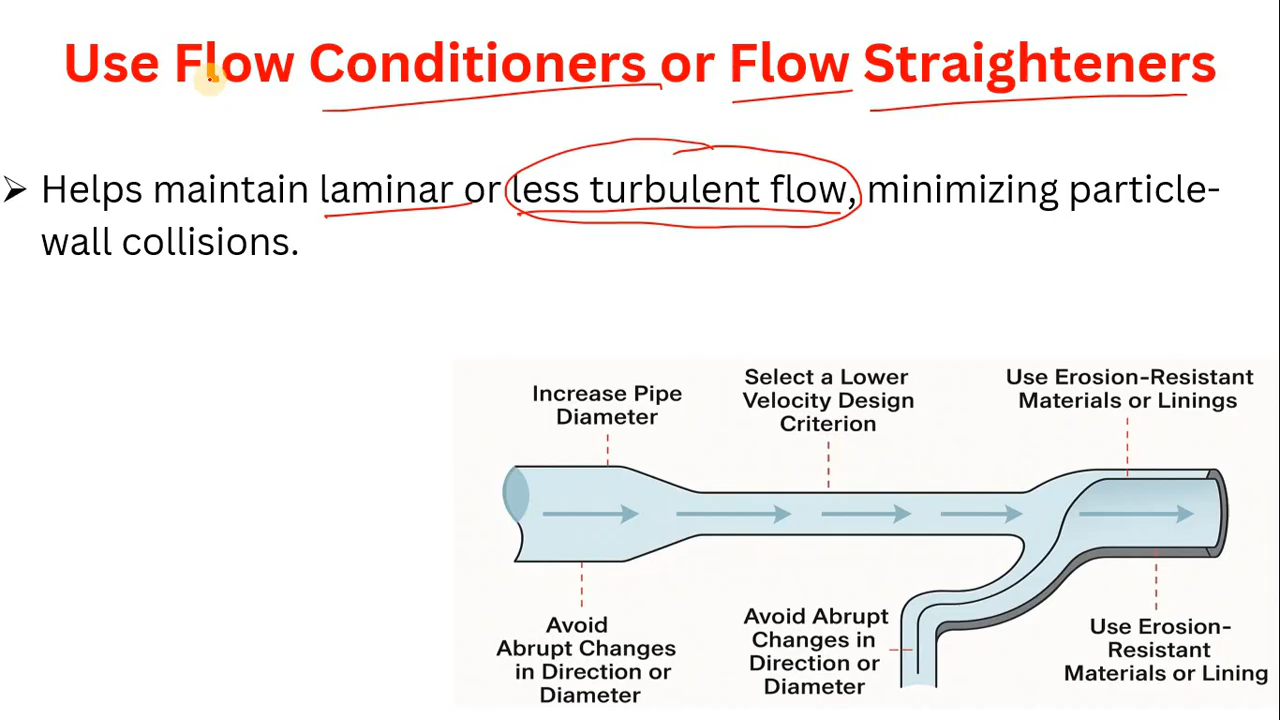 Use Flow Conditioners or Flow Straighteners
➢ Helps maintain laminar or less turbulent flow, minimizing particle-
wall collisions.
Increase Pipe
Diameter
Select a Lower
Velocity Design
Criterion
Use Erosion-Resistant
Materials or Linings
Avoid
Abrupt Changes
in Direction or
Diameter
Avoid Abrupt
Changes in
Direction or
Diameter
Use Erosion-
Resistant
Materials or Lining